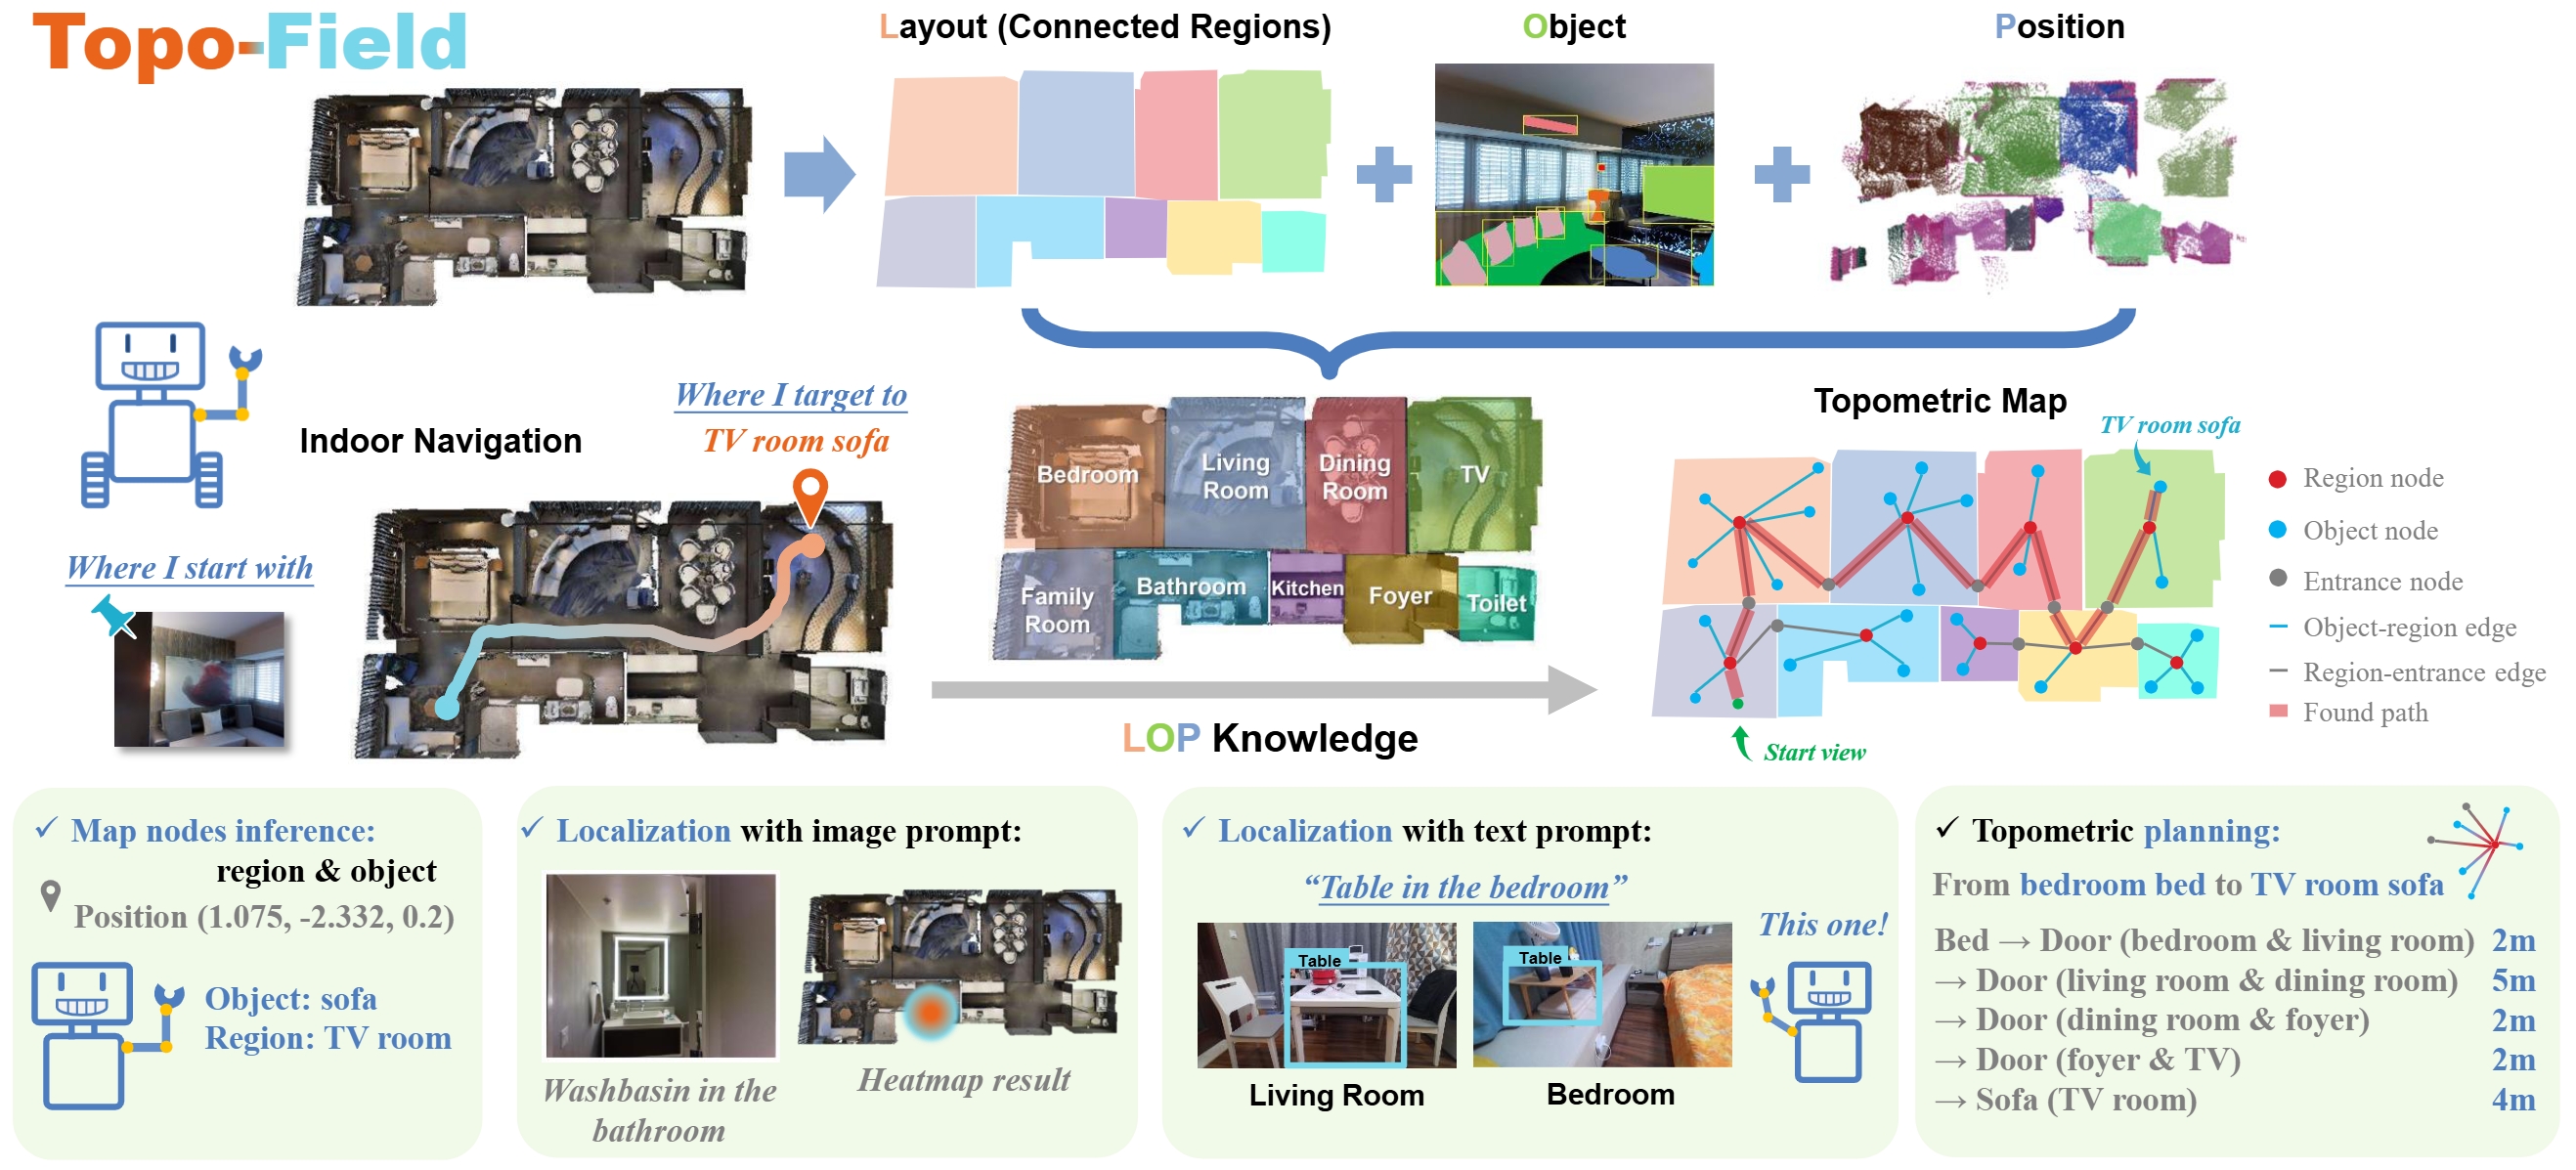 Topo-Field
Layout (Connected Regions)
Object
Position
Indoor Navigation
Where I target to
TV room sofa
Where I start with
Bedroom
Living
Room
Dining
Room
TV
Family
Room
Bathroom
Kitchen
Foyer
Toilet
LOP Knowledge
Topometric Map
TV room sofa
Start view
Region node
Object node
Entrance node
Object-region edge
Region-entrance edge
Found path
✓ Map nodes inference:
region & object
Position (1.075, -2.332, 0.2)
Object: sofa
Region: TV room
✓ Localization with image prompt:
Washbasin in the
bathroom
Heatmap result
✓ Localization with text prompt:
“Table in the bedroom”
Table
Living Room
Table
Bedroom
This one!
✓ Topometric planning:
From bedroom bed to TV room sofa
Bed → Door (bedroom & living room) 2m
→ Door (living room & dining room) 5m
→ Door (dining room & foyer) 2m
→ Door (foyer & TV) 2m
→ Sofa (TV room) 4m